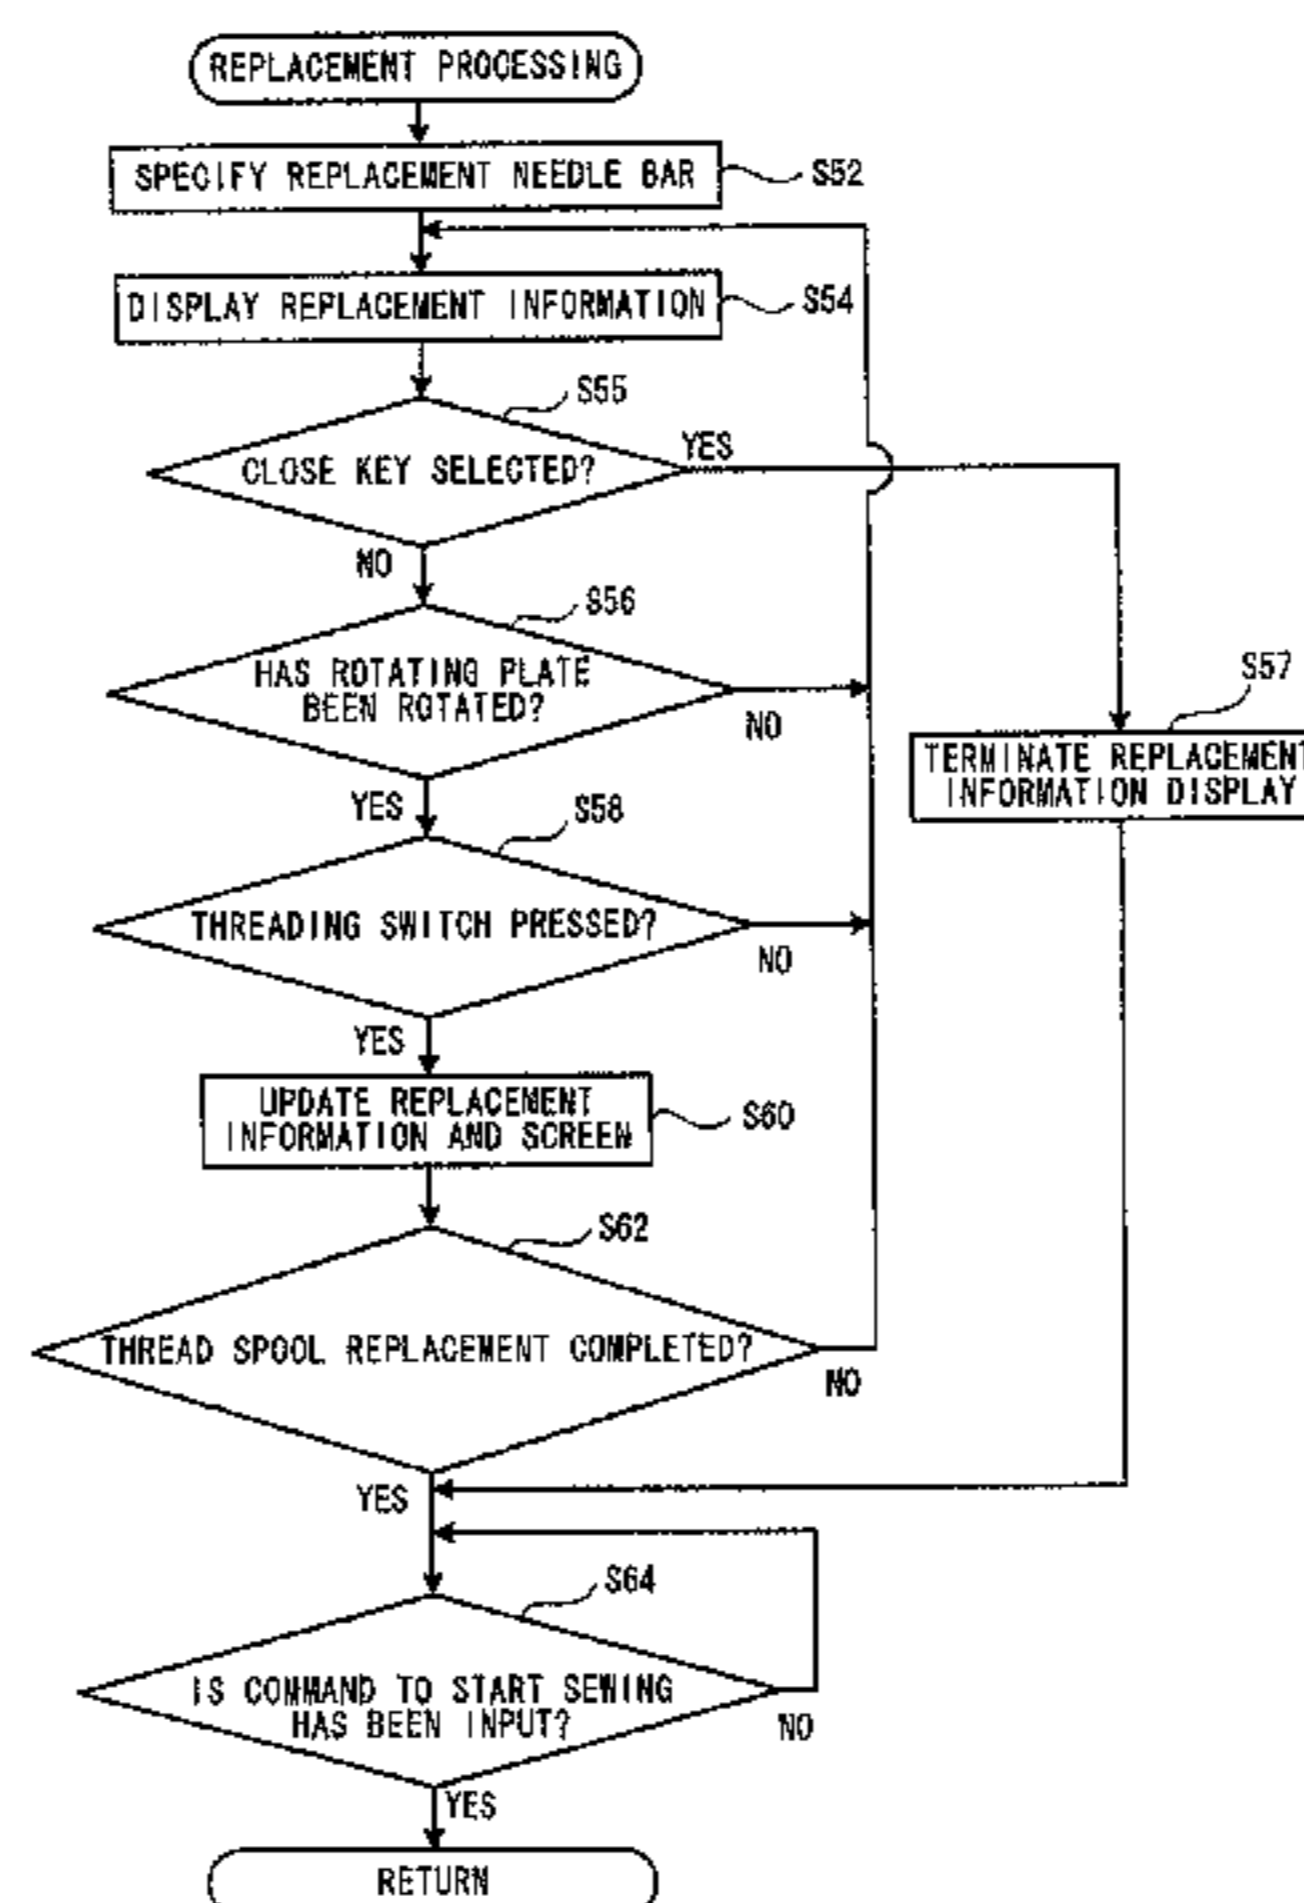 REPLACEMENT PROCESSING
SPECIFY REPLACEMENT NEEDLE BAR
S52
DISPLAY REPLACEMENT INFORMATION
S54
S55
CLOSE KEY SELECTED?
YES
NO
S56
HAS ROTATING PLATE
BEEN ROTATED?
NO
YES
S57
TERMINATE REPLACEMENT
INFORMATION DISPLAY
S58
THREADING SWITCH PRESSED?
NO
YES
UPDATE REPLACEMENT
INFORMATION AND SCREEN
S60
S62
THREAD SPOOL REPLACEMENT COMPLETED?
NO
YES
S64
IS COMMAND TO START SEWING
HAS BEEN INPUT?
NO
YES
RETURN